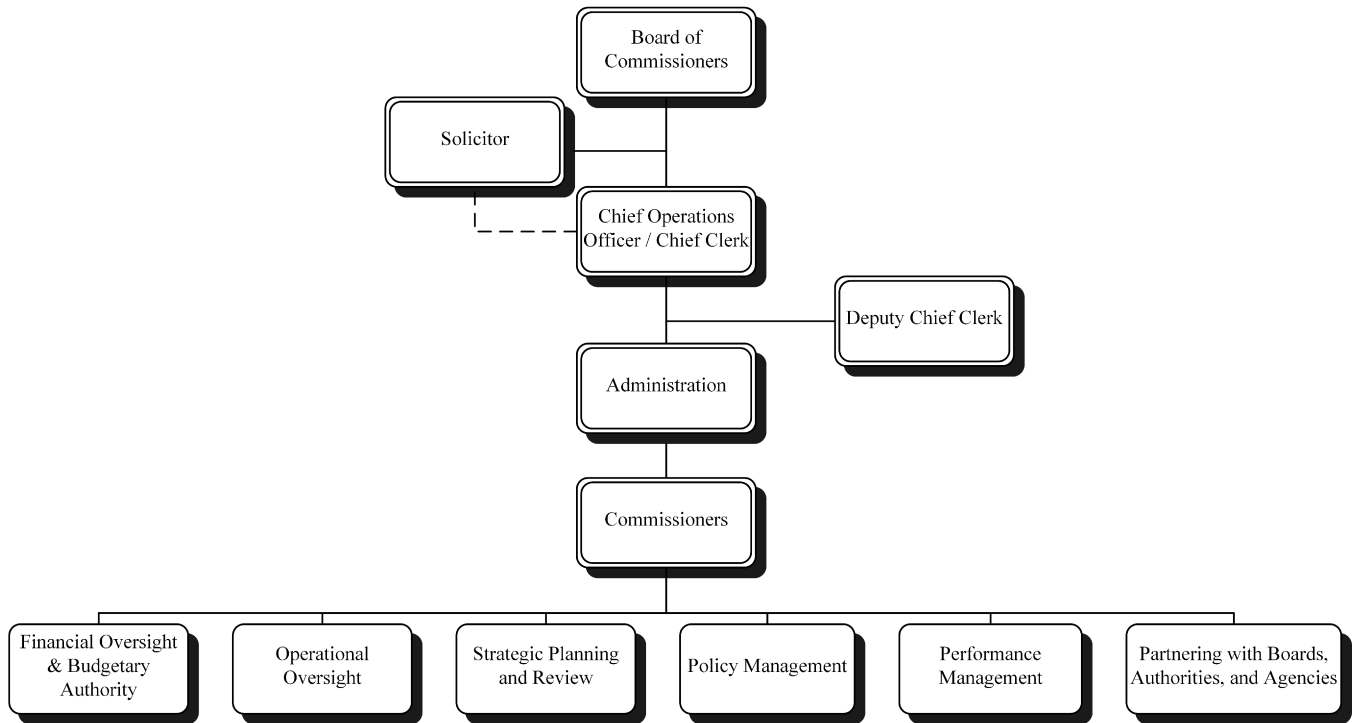 Board of
Commissioners
Solicitor
Chief Operations
Officer / Chief Clerk
Deputy Chief Clerk
Administration
Commissioners
Financial Oversight
& Budgetary
Authority
Operational
Oversight
Strategic Planning
and Review
Policy Management
Performance
Management
Partnering with Boards,
Authorities, and Agencies